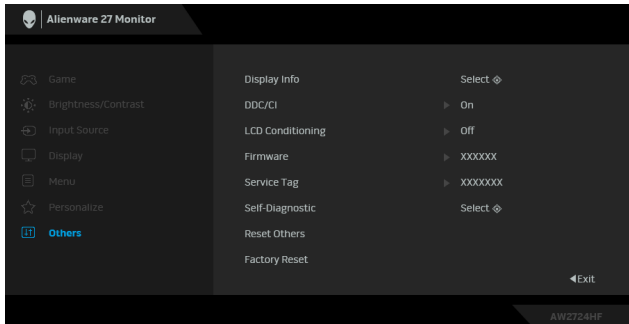 Alienware 27 Monitor
Game
Brightness/Contrast
Input Source
Display
Menu
Personalize
Others
Display Info Select
DDC/CI On
LCD Conditioning Off
Firmware XXXXXX
Service Tag XXXXXXX
Self-Diagnostic Select
Reset Others
Factory Reset
Exit
AW2724HF